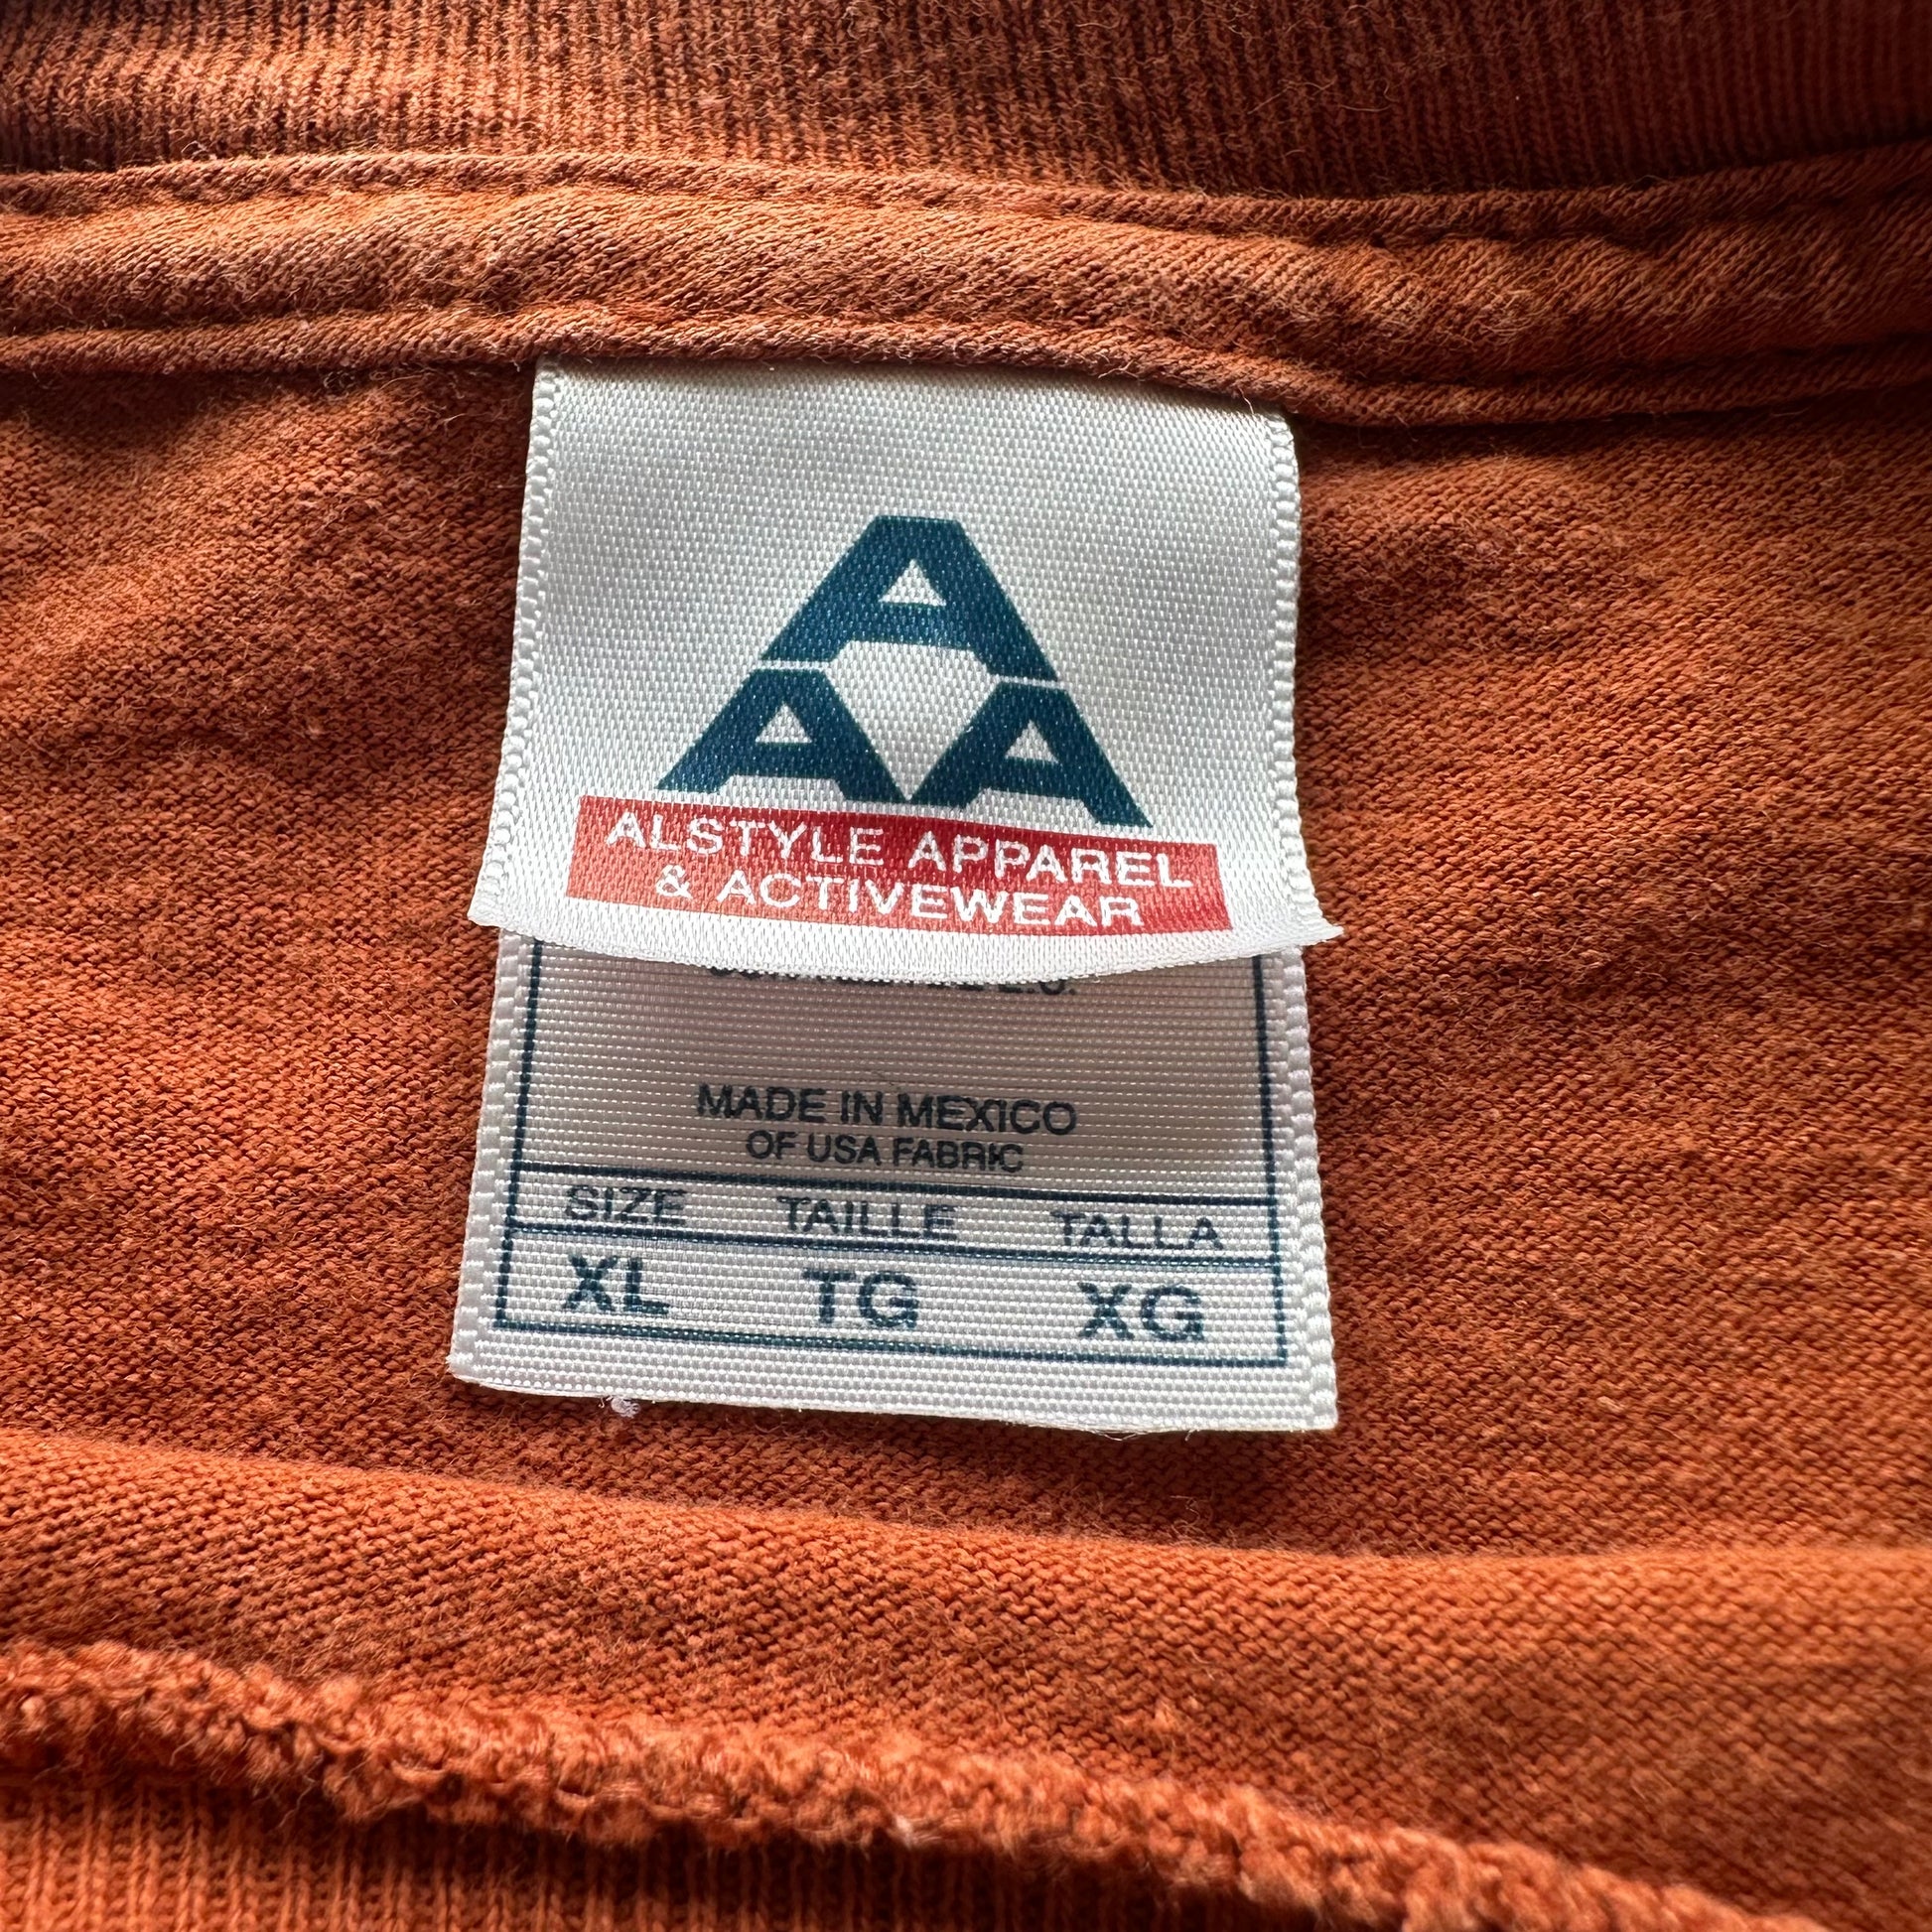 A
A A
ALSTYLE APPAREL
& ACTIVEWEAR
MADE IN MEXICO
OF USA FABRIC
SIZE TAILLE TALLA
XL TG XG